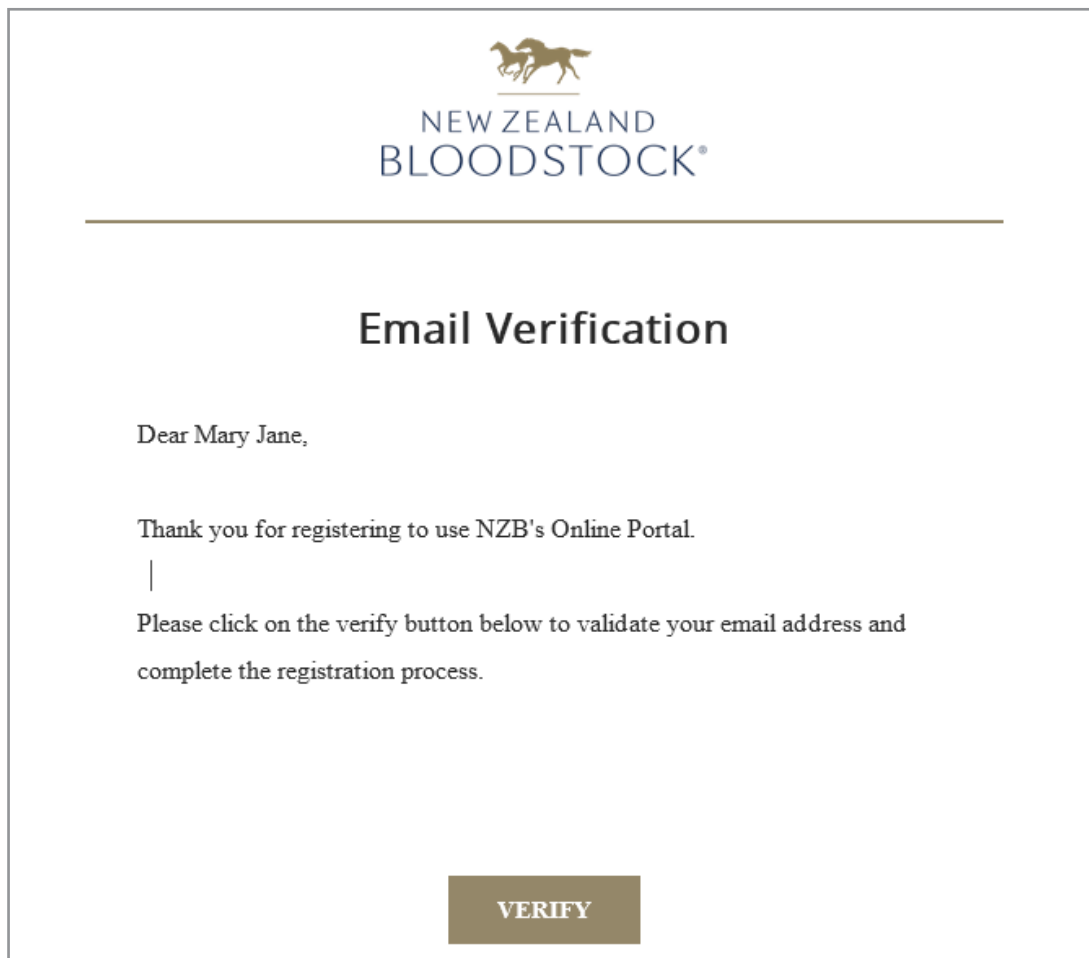 NEW ZEALAND
BLOODSTOCK®
Email Verification
Dear Mary Jane,
Thank you for registering to use NZB's Online Portal.
Please click on the verify button below to validate your email address and
complete the registration process.
VERIFY